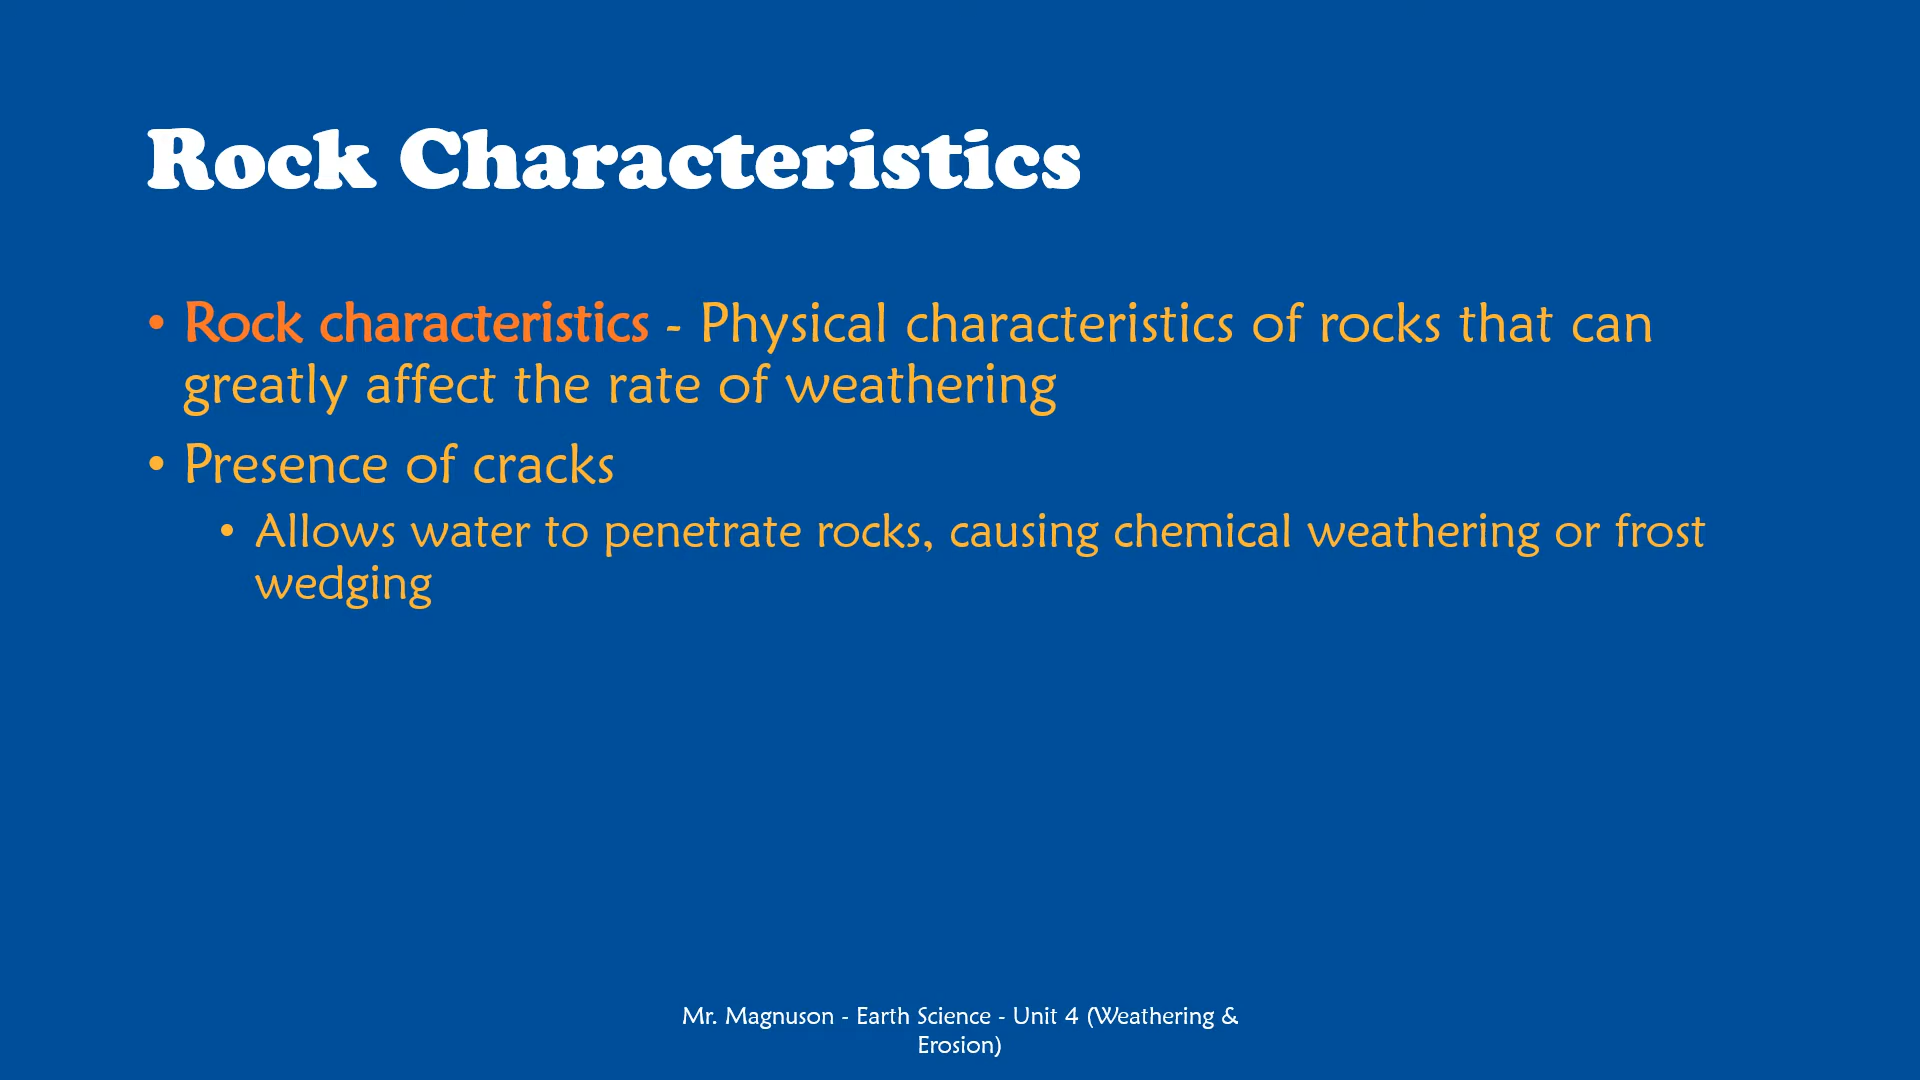 Rock Characteristics
• Rock characteristics - Physical characteristics of rocks that can
greatly affect the rate of weathering
• Presence of cracks
• Allows water to penetrate rocks, causing chemical weathering or frost
wedging
Mr. Magnuson - Earth Science - Unit 4 (Weathering &
Erosion)